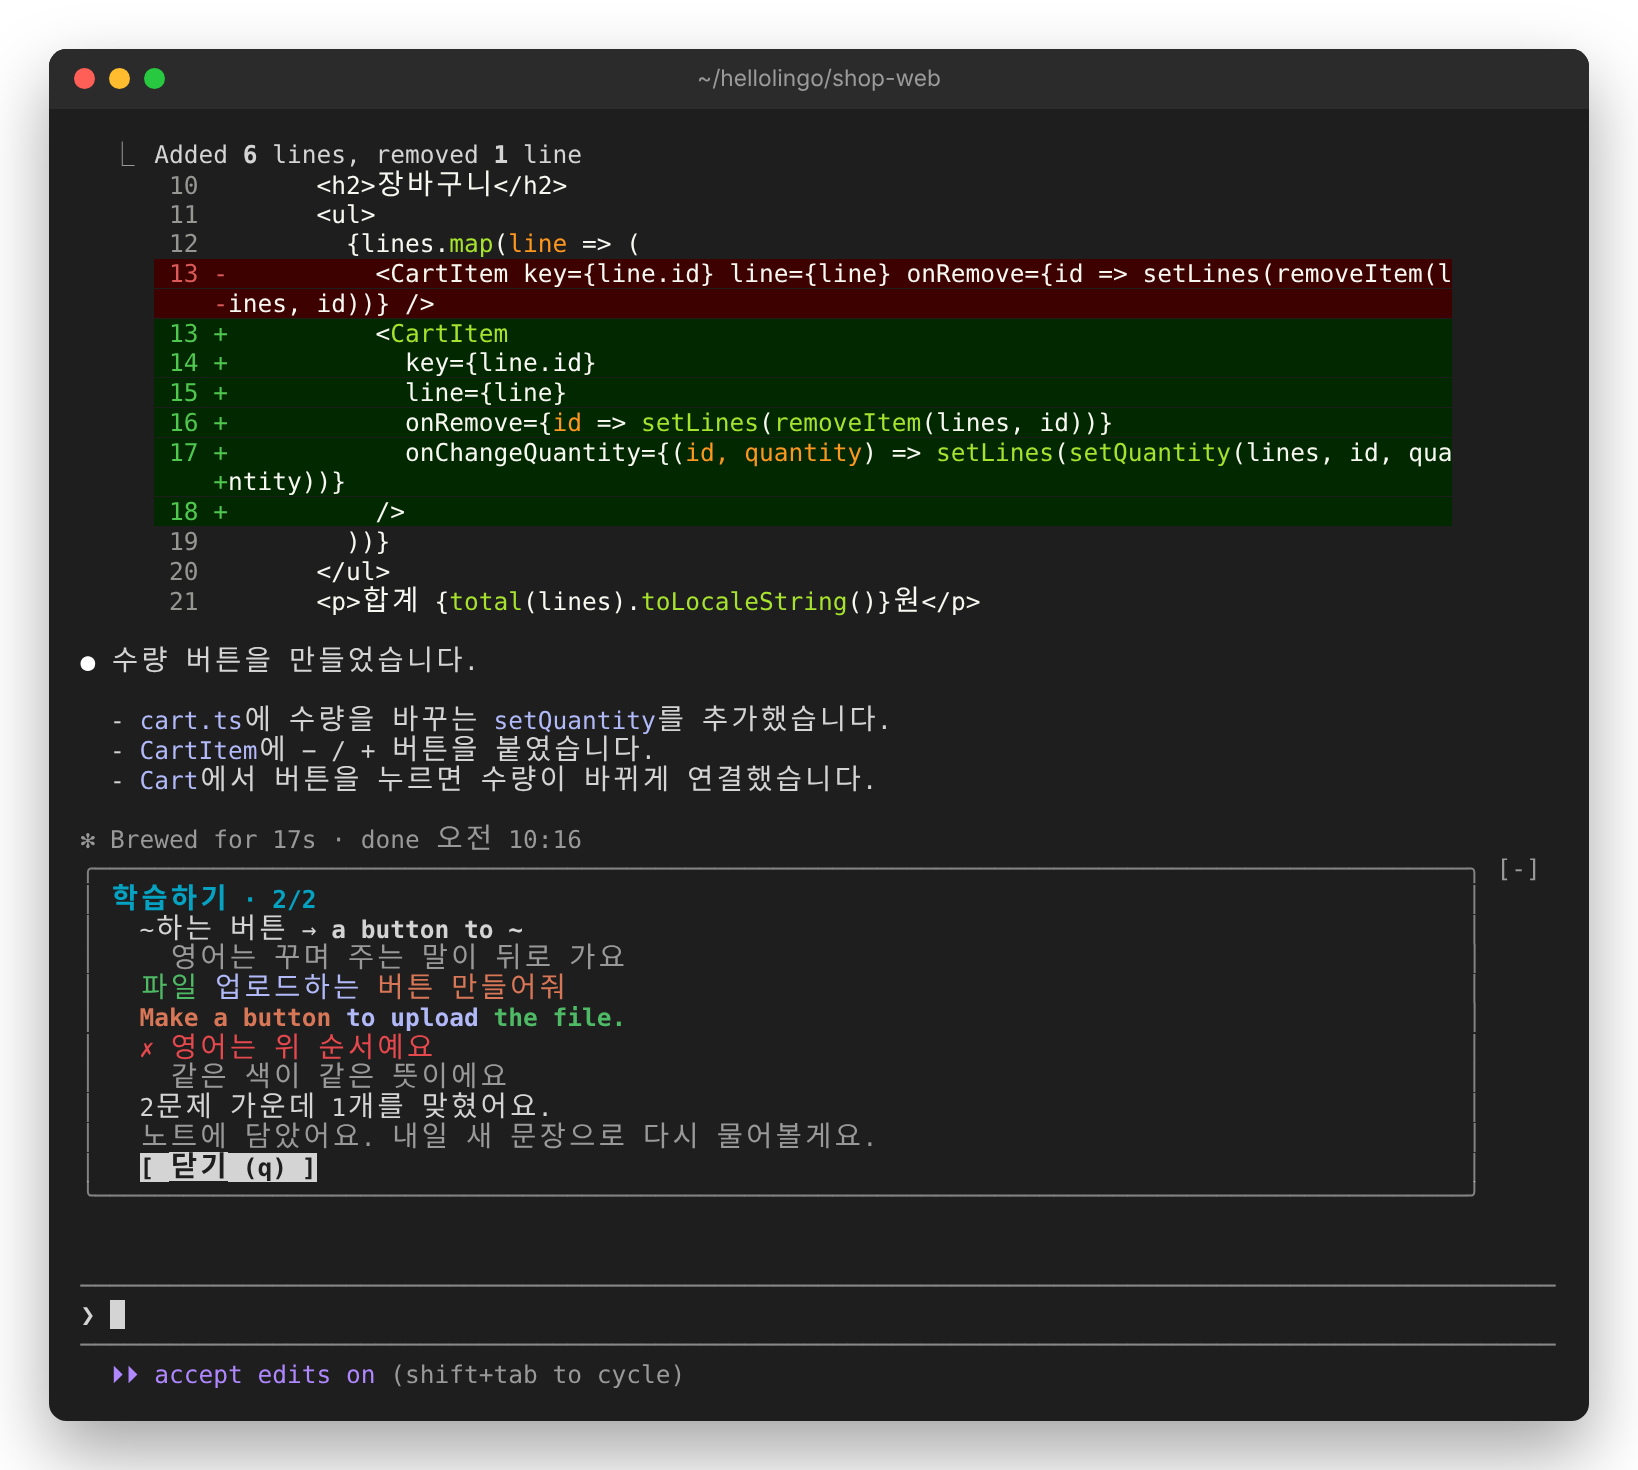 ~/hellolingo/shop-web
⎿ Added 6 lines, removed 1 line
10 <h2>장바구니</h2>
11 <ul>
12 {lines.map(line => (
13 - <CartItem key={line.id} line={line} onRemove={id => setLines(removeItem(l
-ines, id))} />
13 + <CartItem
14 + key={line.id}
15 + line={line}
16 + onRemove={id => setLines(removeItem(lines, id))}
17 + onChangeQuantity={(id, quantity) => setLines(setQuantity(lines, id, qua
+ntity))}
18 + />
19 ))}
20 </ul>
21 <p>합계 {total(lines).toLocaleString()}원</p>
● 수량 버튼을 만들었습니다.
- cart.ts에 수량을 바꾸는 setQuantity를 추가했습니다.
- CartItem에 − / + 버튼을 붙였습니다.
- Cart에서 버튼을 누르면 수량이 바뀌게 연결했습니다.
✻ Brewed for 17s · done 오전 10:16
[-]
학습하기 · 2/2
~하는 버튼 → a button to ~
영어는 꾸며 주는 말이 뒤로 가요
파일 업로드하는 버튼 만들어줘
Make a button to upload the file.
✗ 영어는 위 순서예요
같은 색이 같은 뜻이에요
2문제 가운데 1개를 맞혔어요.
노트에 담았어요. 내일 새 문장으로 다시 물어볼게요.
[ 닫기 (q) ]
❯
⏵⏵ accept edits on (shift+tab to cycle)